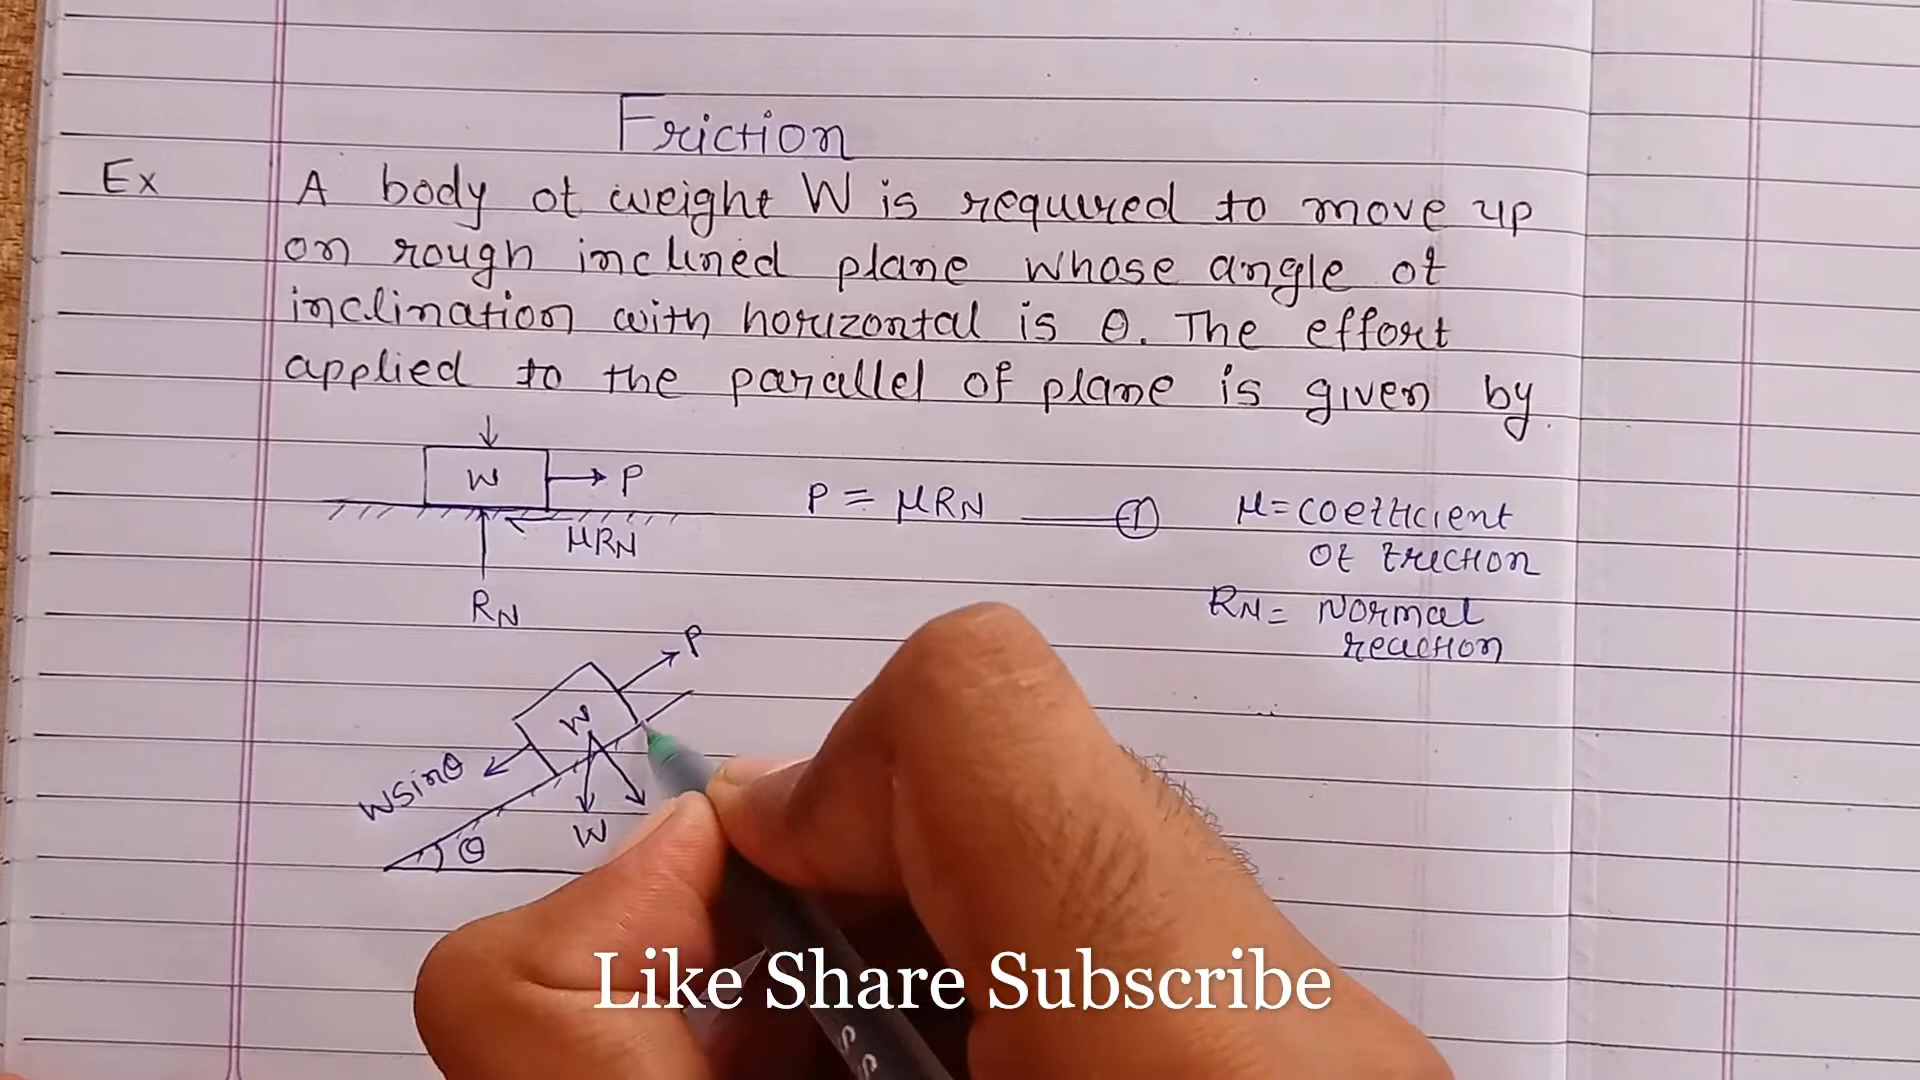 Friction
Ex A body of weight W is required to move up
on rough inclined plane whose angle of
inclination with horizontal is θ. The effort
applied to the parallel of plane is given by.
W P
μRN
RN
P = μRN ——— ①
μ = coefficient
of friction
RN = Normal
reaction
P
W
Wsinθ
W
θ
Like Share Subscribe